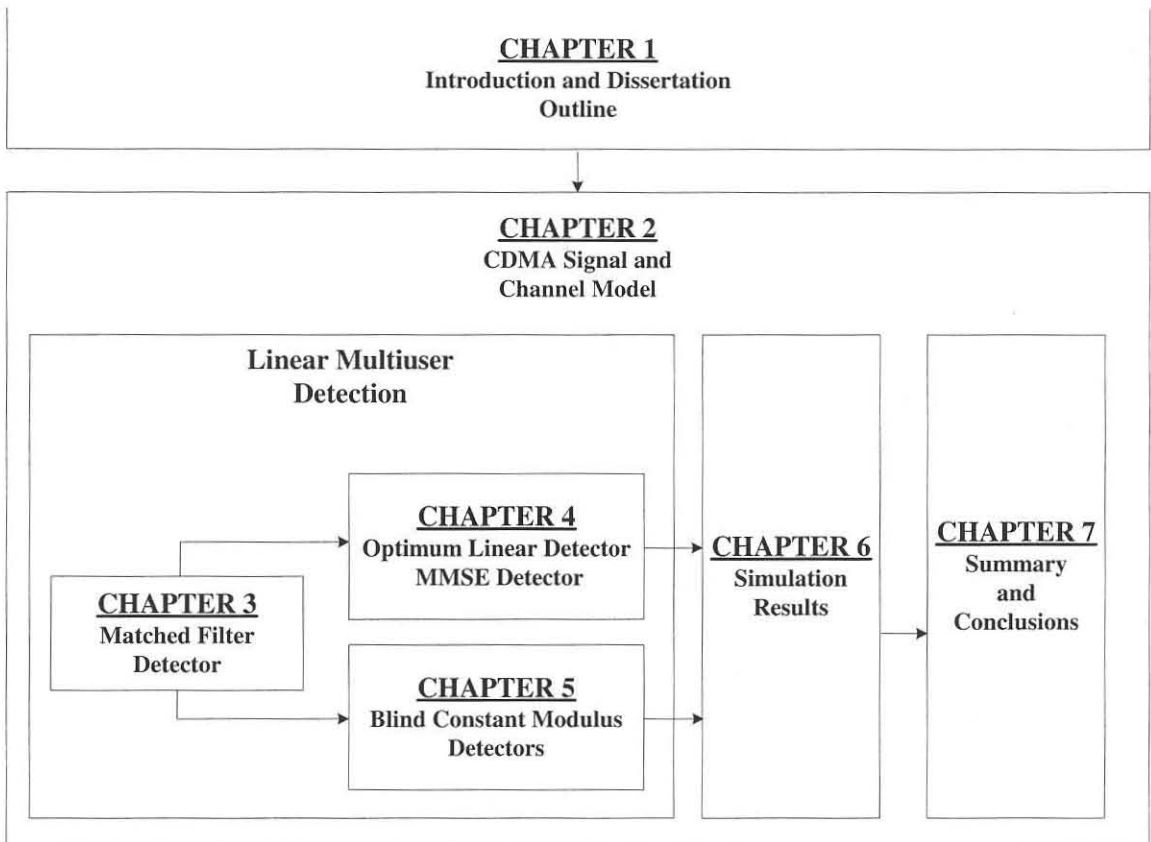 CHAPTER 1
Introduction and Dissertation
Outline
CHAPTER 2
CDMA Signal and
Channel Model
Linear Multiuser
Detection
CHAPTER 3
Matched Filter
Detector
CHAPTER 4
Optimum Linear Detector
MMSE Detector
CHAPTER 5
Blind Constant Modulus
Detectors
CHAPTER 6
Simulation
Results
CHAPTER 7
Summary
and
Conclusions